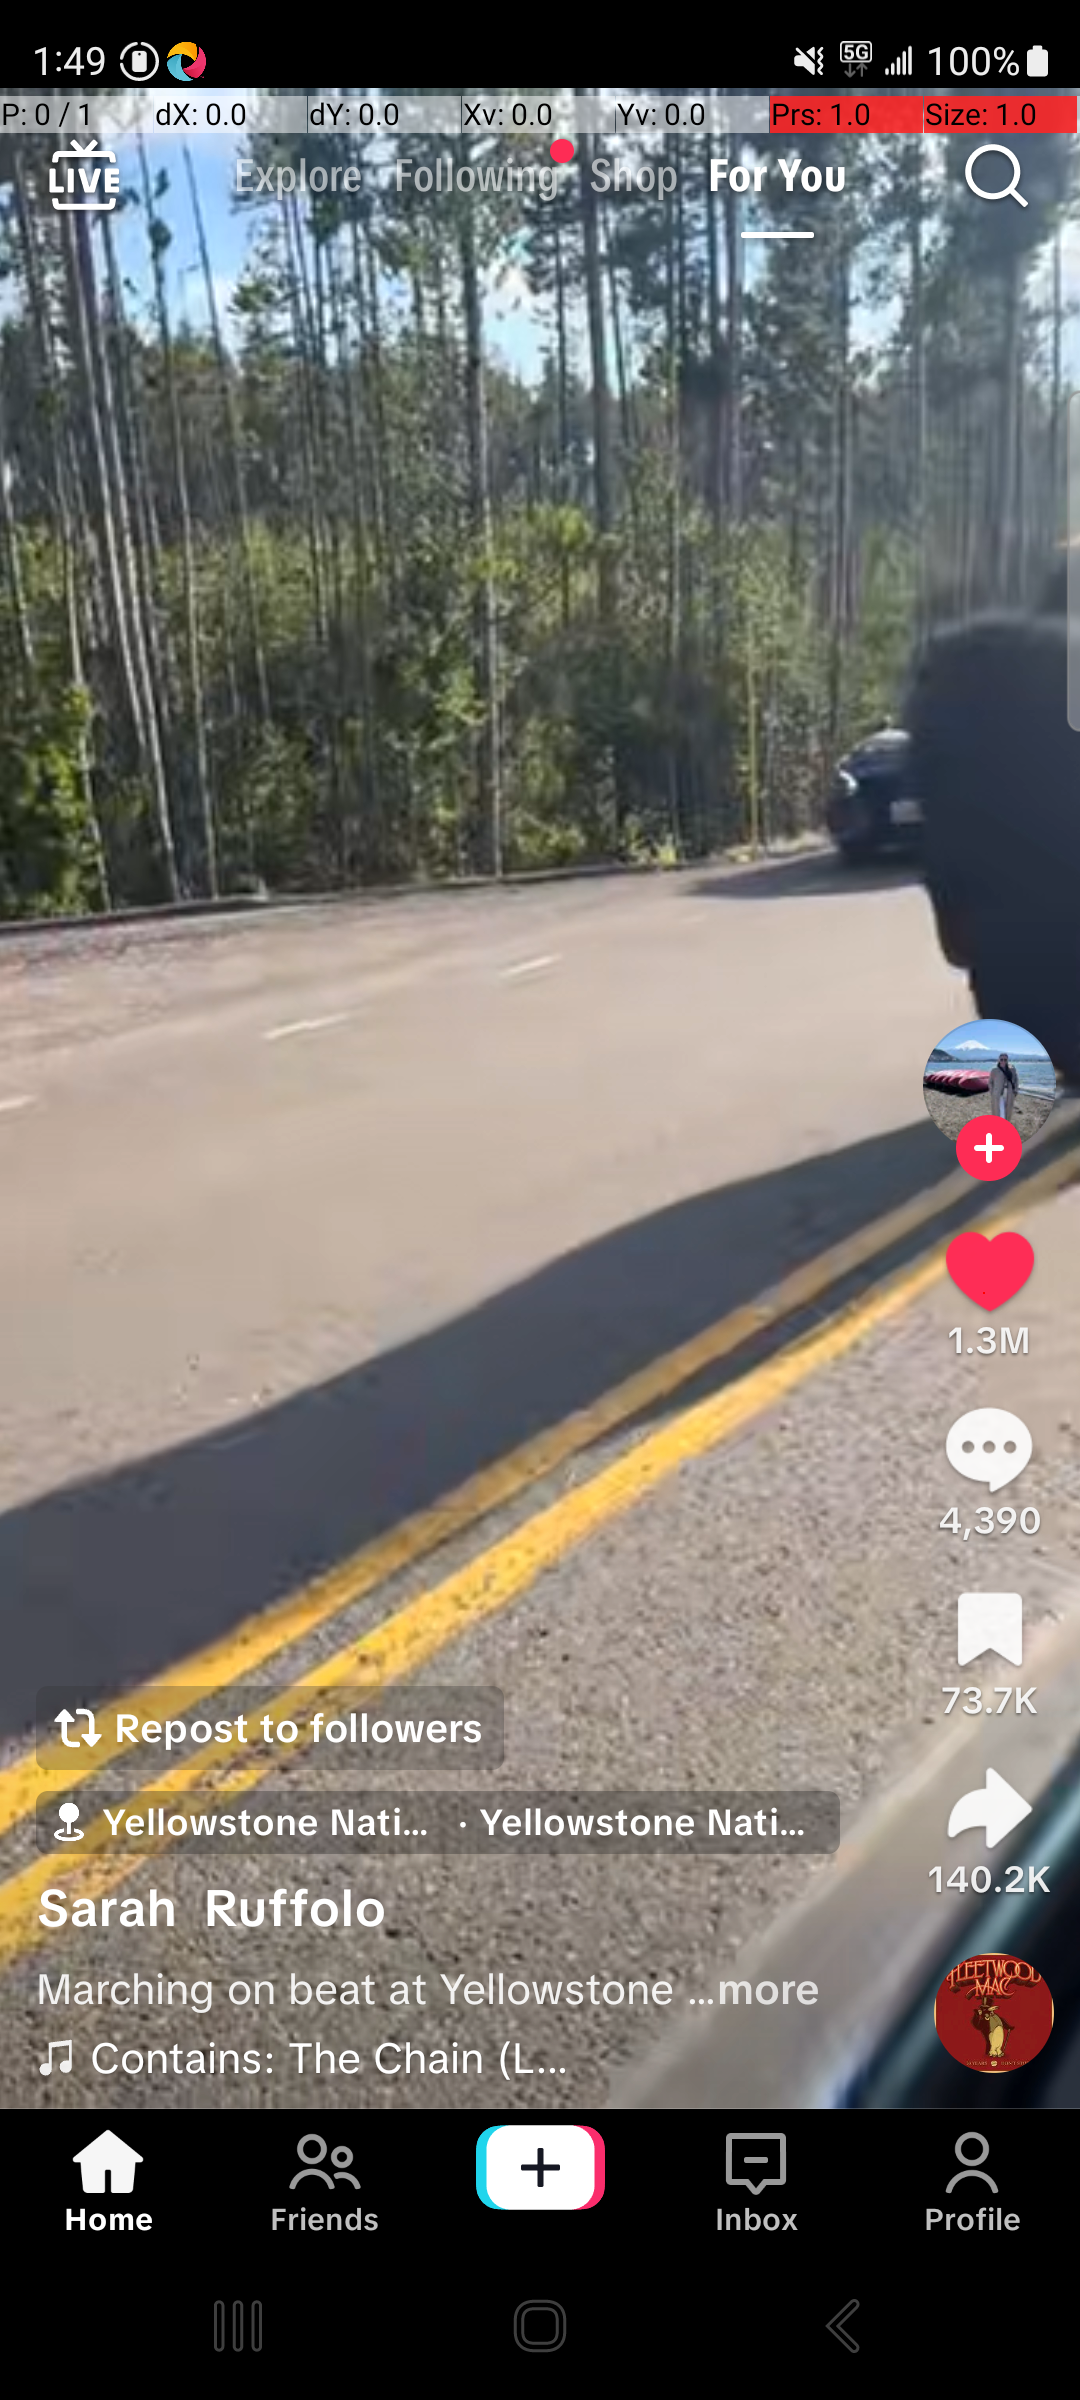 1:49
5G
100%
P: 0 / 1 dX: 0.0 dY: 0.0 Xv: 0.0 Yv: 0.0 Prs: 1.0 Size: 1.0
LIVE Explore Following Shop For You
1.3M
4,390
73.7K
Repost to followers
Yellowstone Nati... · Yellowstone Nati...
140.2K
Sarah Ruffolo
Marching on beat at Yellowstone ...more
Contains: The Chain (L...
FLEETWOOD
MAC
Home Friends Inbox Profile